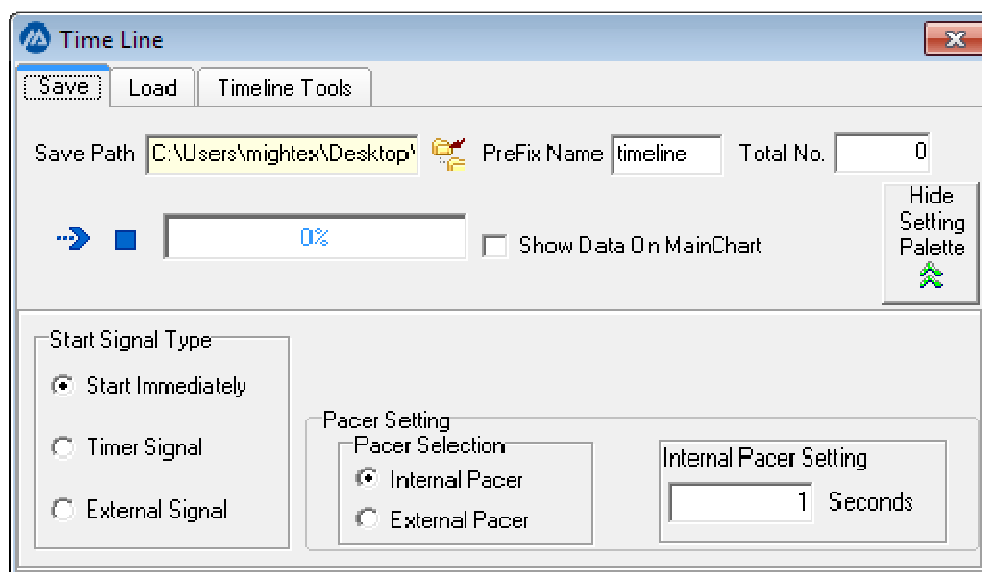 Time Line
Save Load Timeline Tools
Save Path C:\Users\mightex\Desktop\ PreFix Name timeline Total No. 0
Hide
Setting
Palette
0% Show Data On MainChart
Start Signal Type
Start Immediately
Timer Signal
External Signal
Pacer Setting
Pacer Selection
Internal Pacer
External Pacer
Internal Pacer Setting
1 Seconds